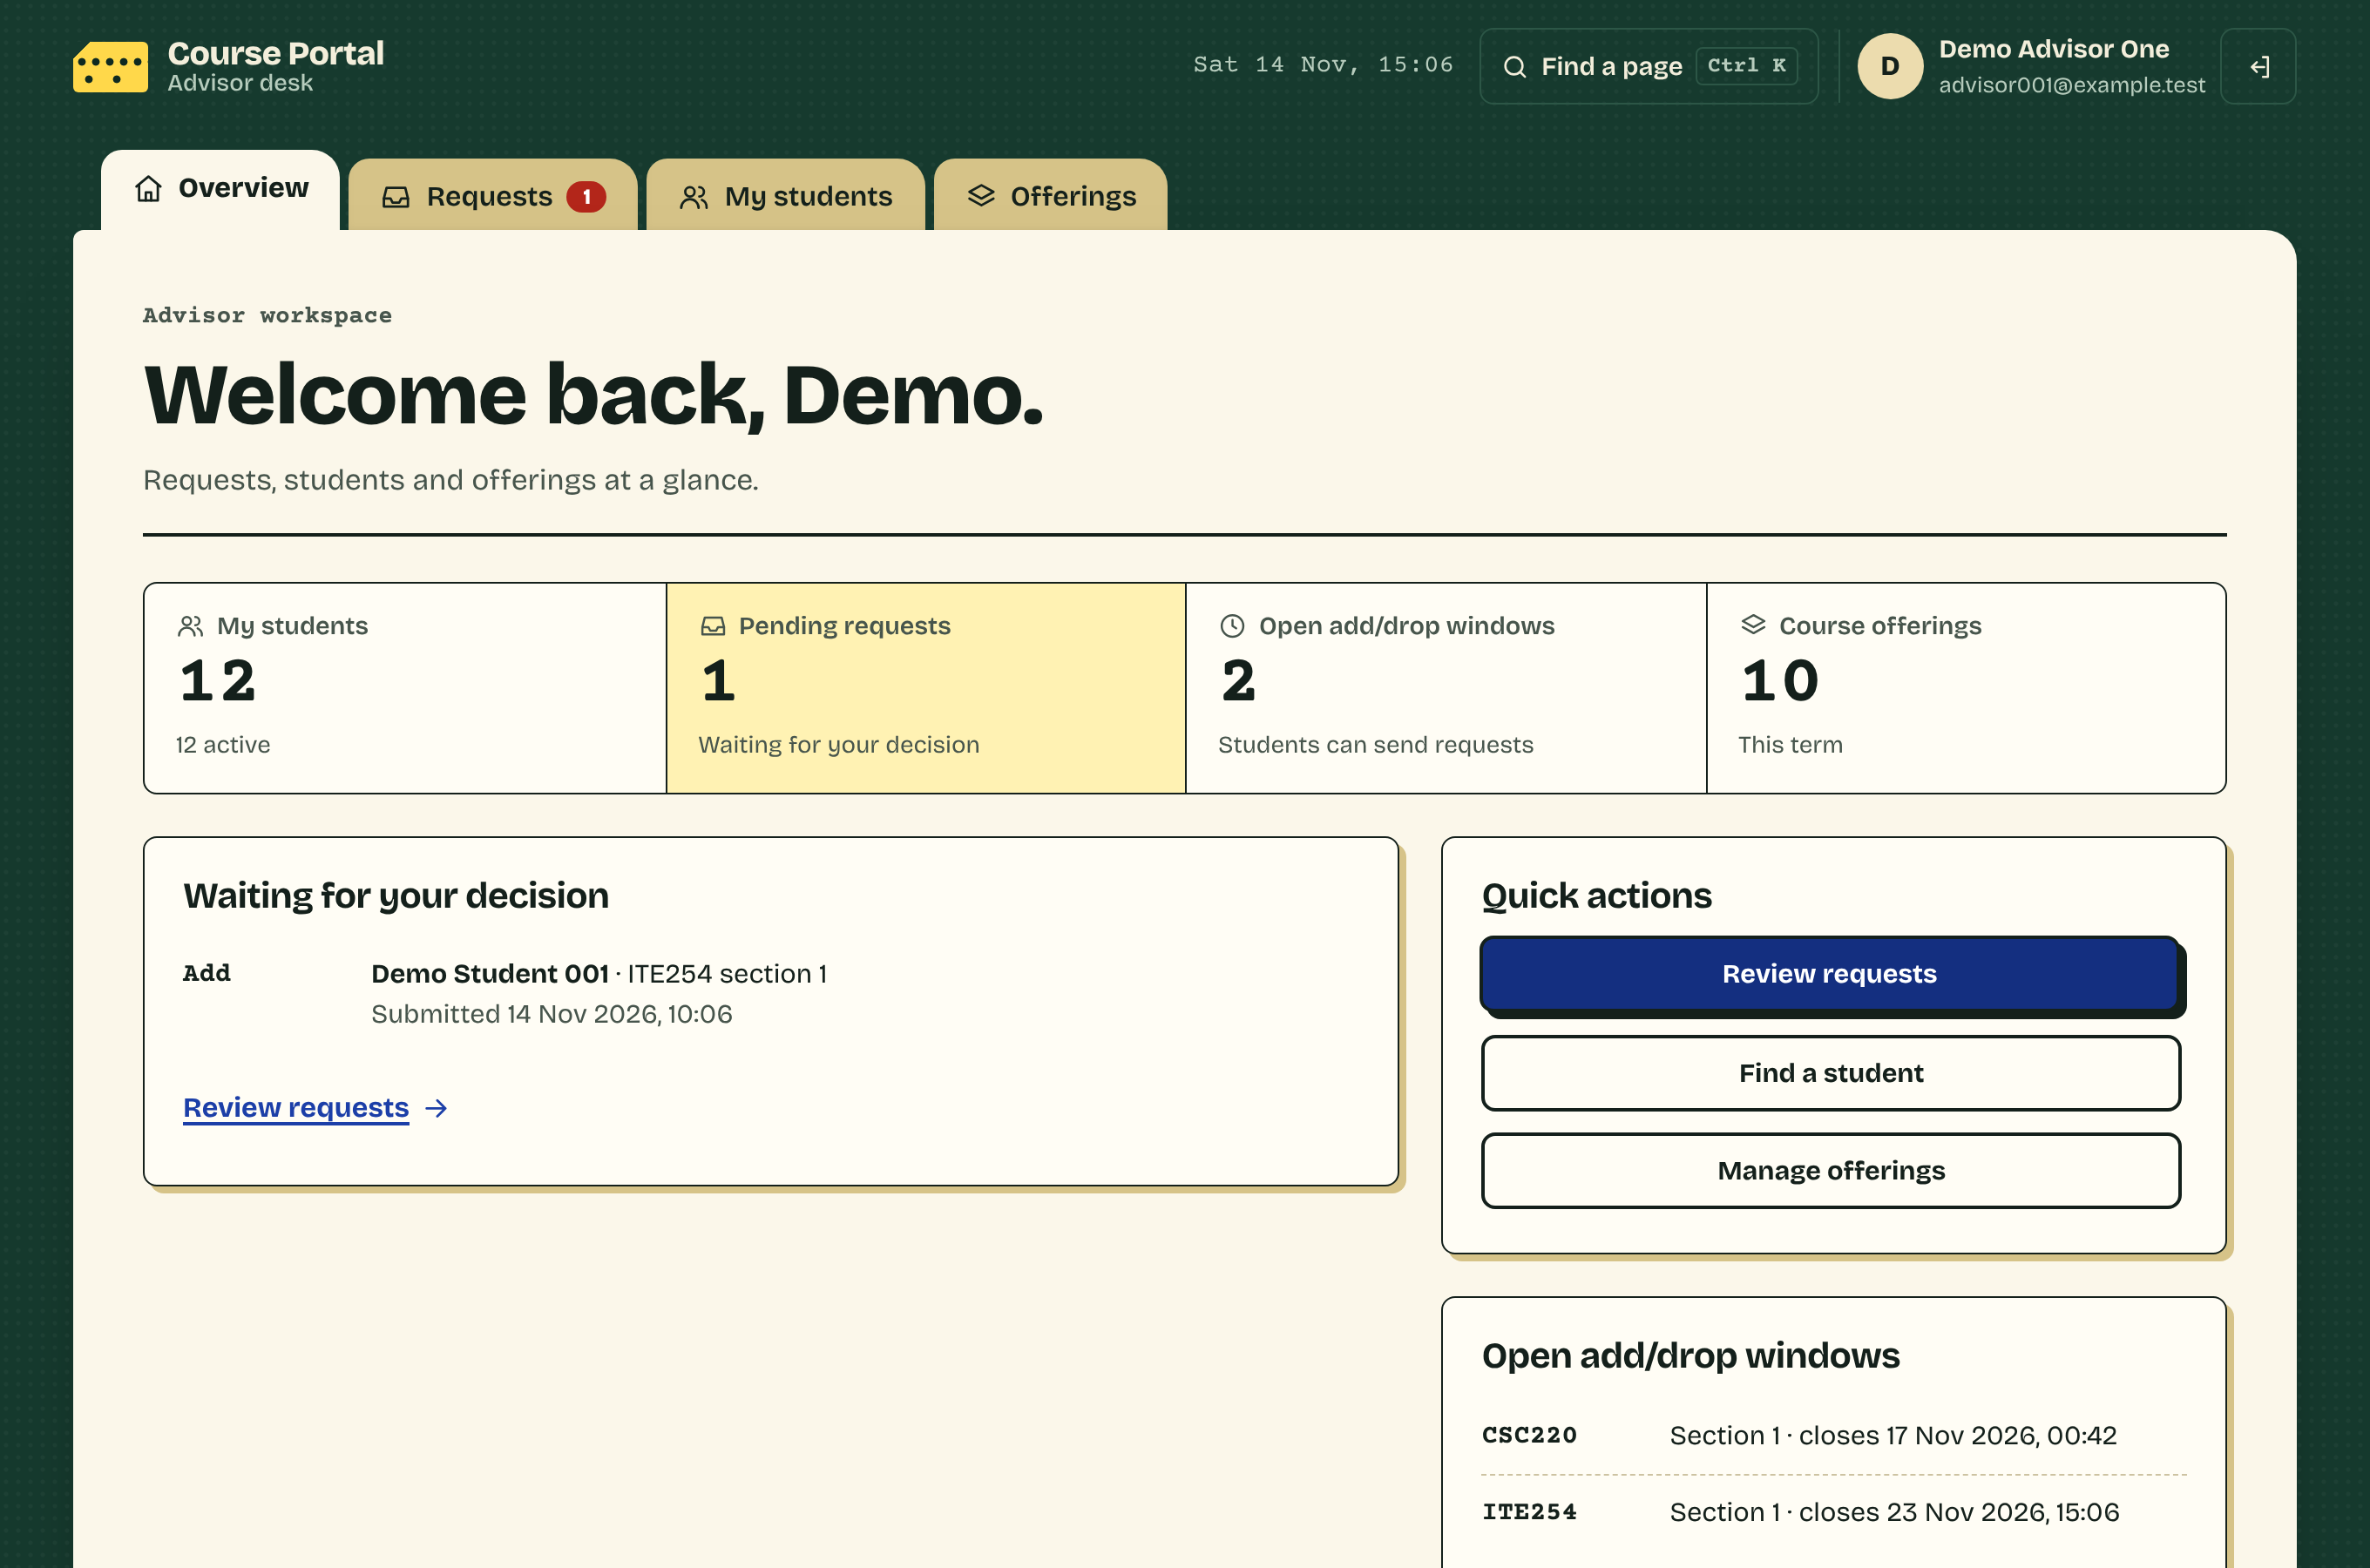 Course Portal
Advisor desk
Sat 14 Nov, 15:06
Find a page Ctrl K
D
Demo Advisor One
advisor001@example.test
Overview
Requests 1
My students
Offerings
Advisor workspace
Welcome back, Demo.
Requests, students and offerings at a glance.
My students
12
12 active
Pending requests
1
Waiting for your decision
Open add/drop windows
2
Students can send requests
Course offerings
10
This term
Waiting for your decision
Add Demo Student 001 · ITE254 section 1
Submitted 14 Nov 2026, 10:06
Review requests
Quick actions
Review requests
Find a student
Manage offerings
Open add/drop windows
CSC220 Section 1 · closes 17 Nov 2026, 00:42
ITE254 Section 1 · closes 23 Nov 2026, 15:06